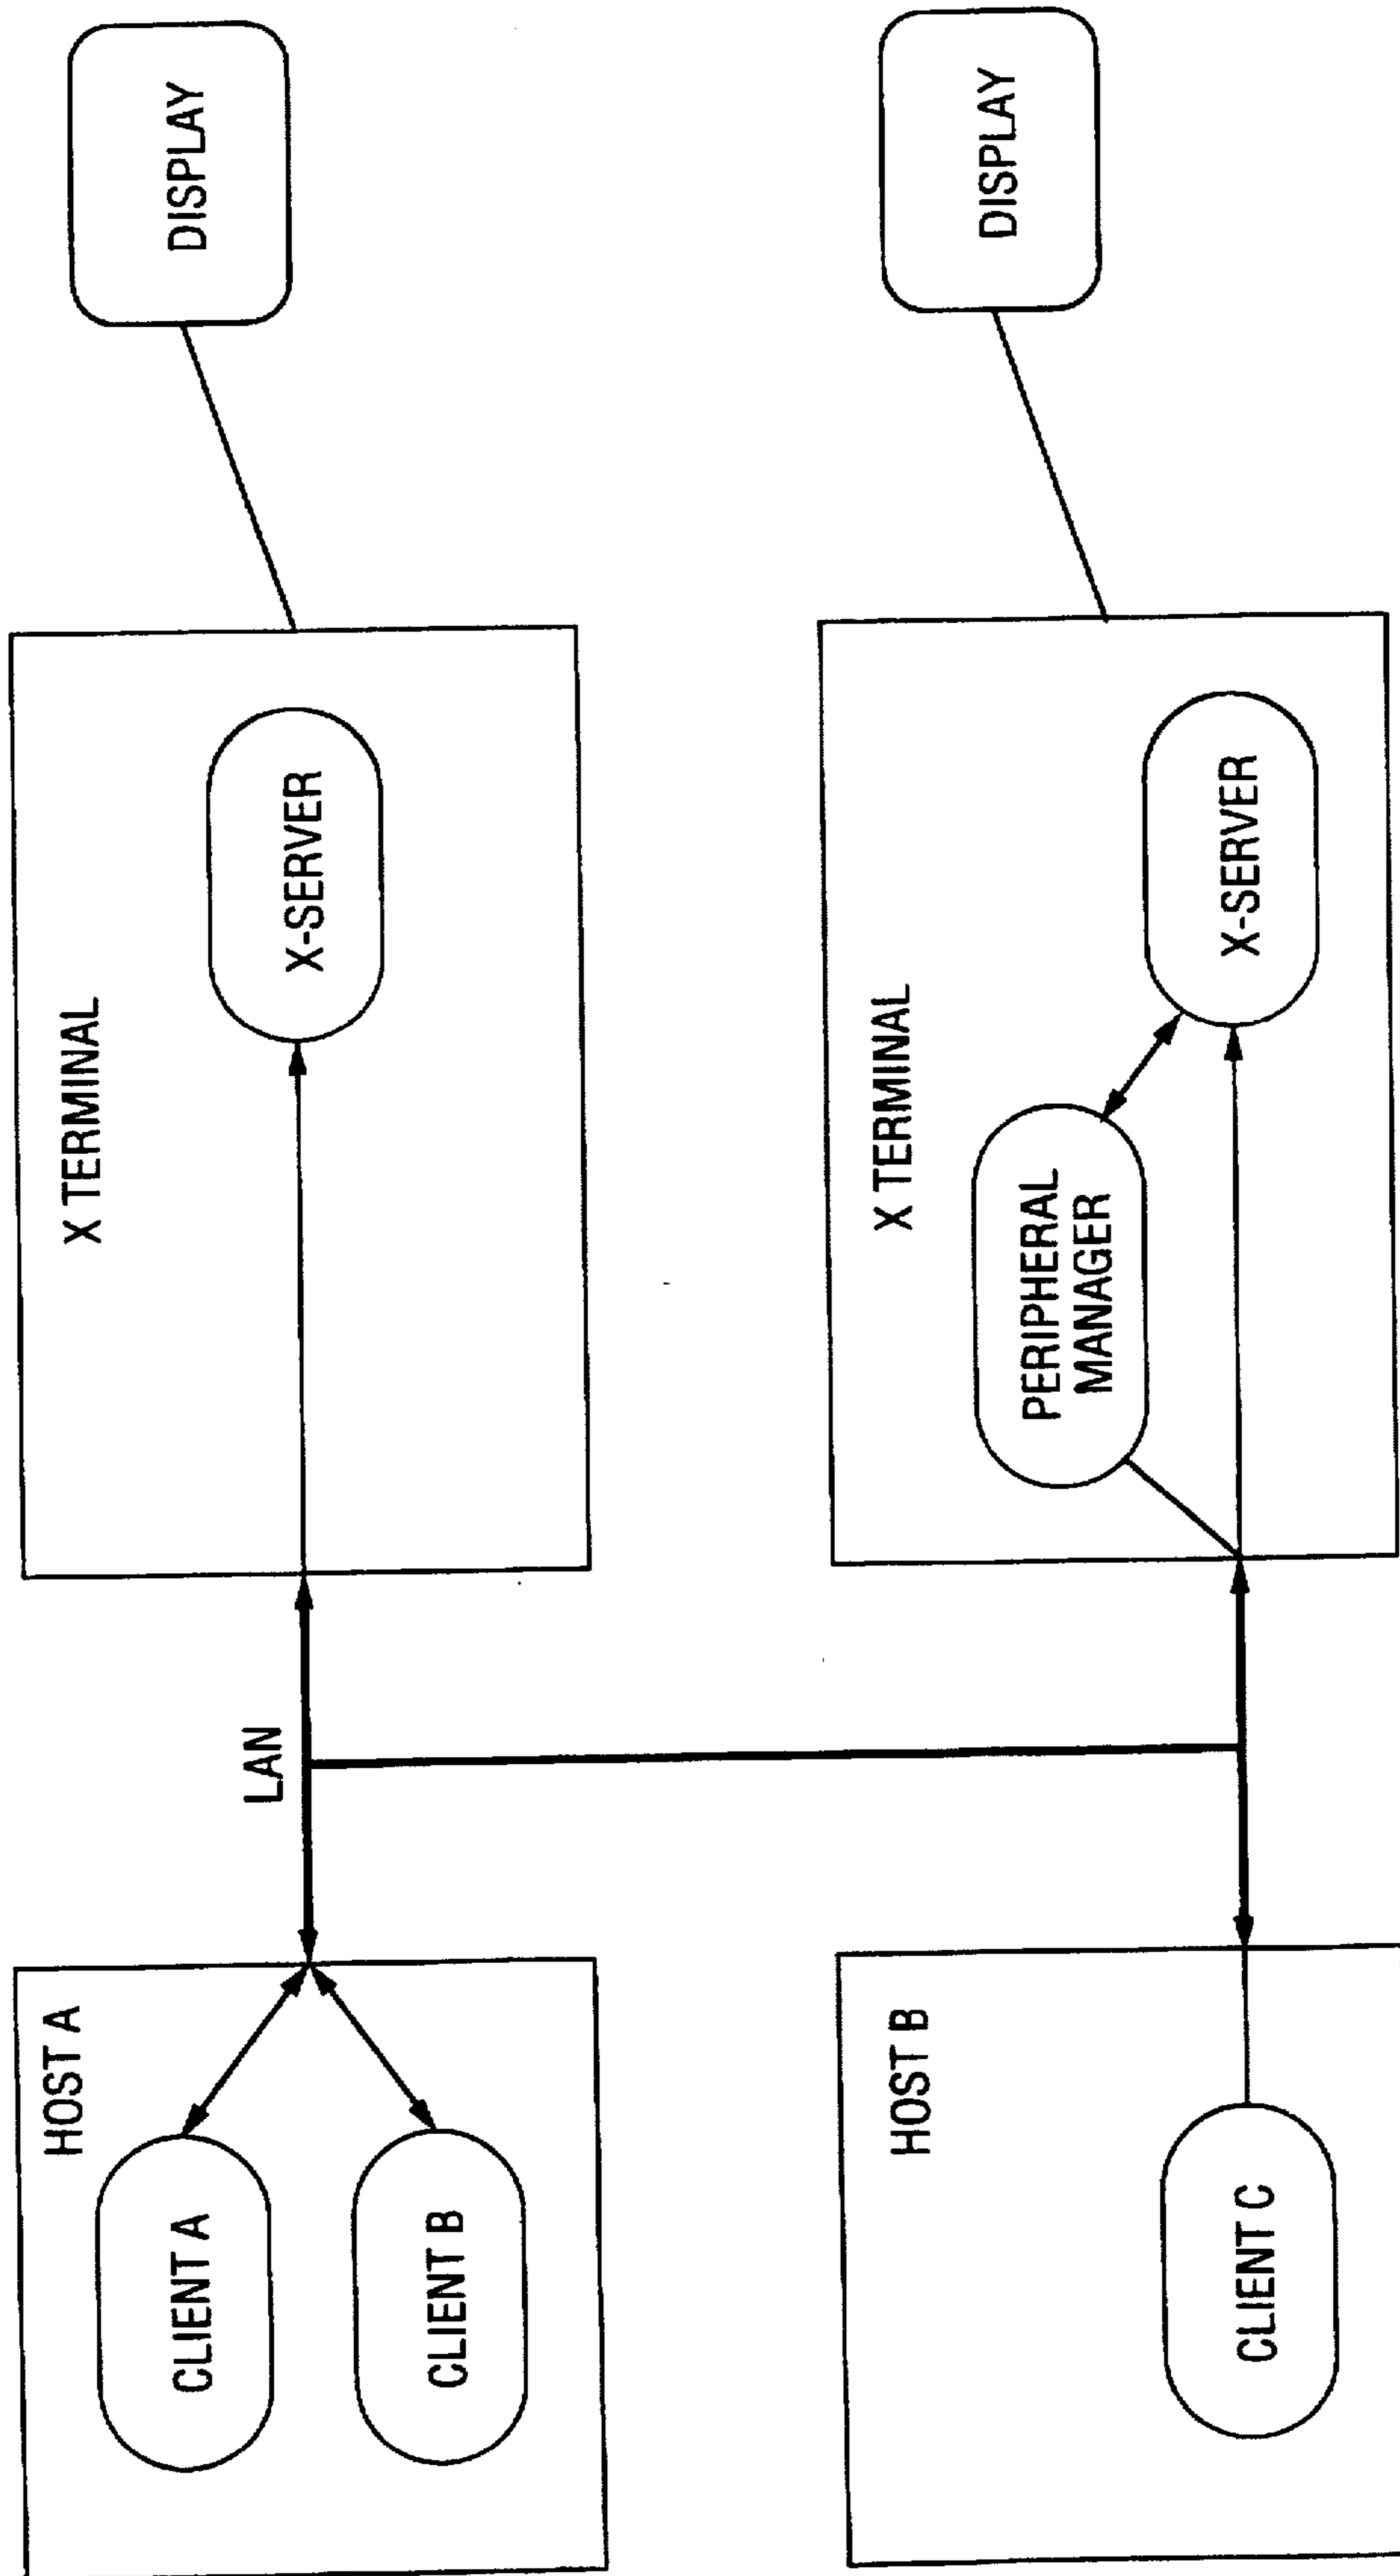 HOST A
CLIENT A
CLIENT B
LAN
X TERMINAL
X-SERVER
DISPLAY
HOST B
CLIENT C
X TERMINAL
PERIPHERAL
MANAGER
X-SERVER
DISPLAY